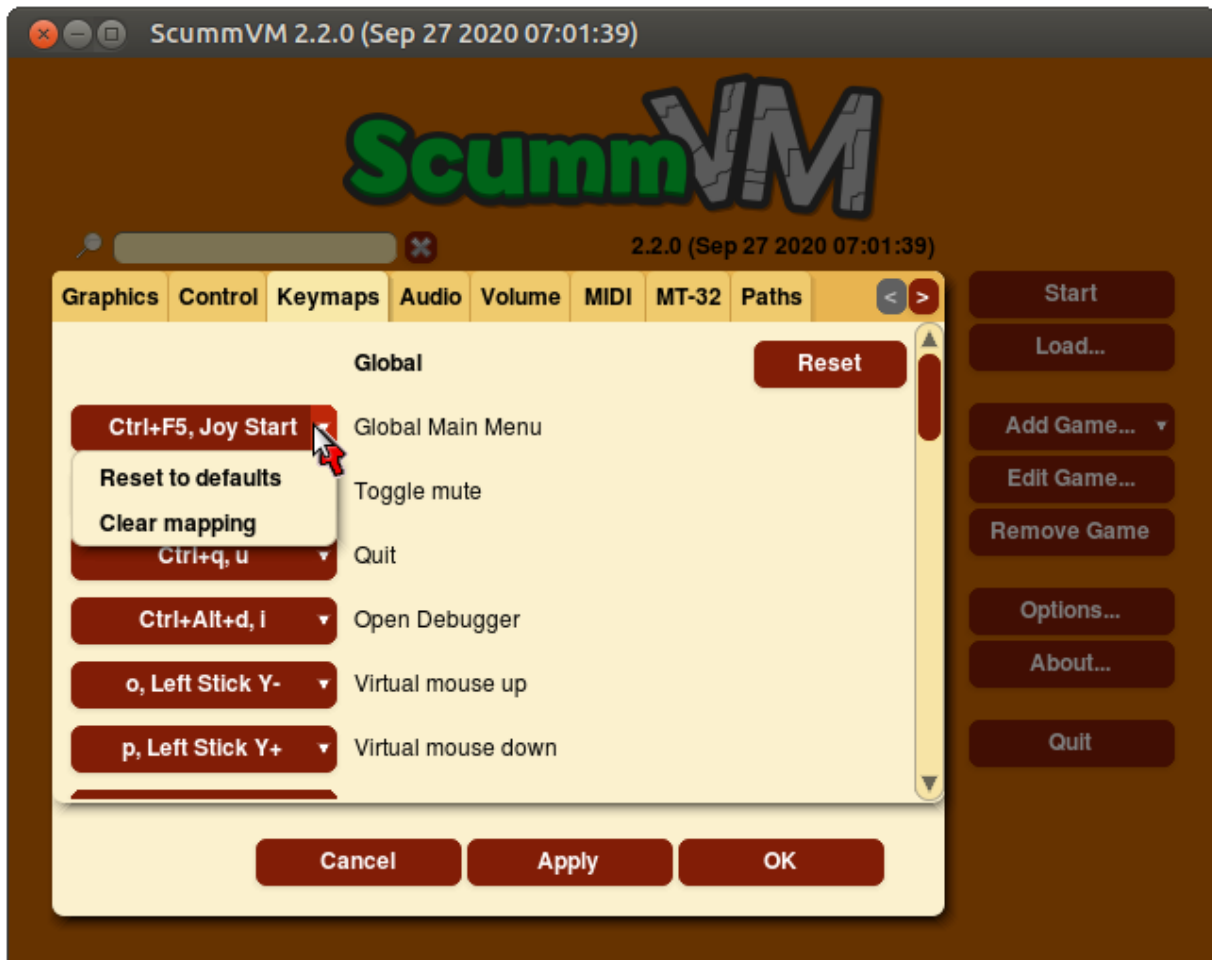 ScummVM 2.2.0 (Sep 27 2020 07:01:39)
ScummVM
2.2.0 (Sep 27 2020 07:01:39)
Graphics Control Keymaps Audio Volume MIDI MT-32 Paths < >
Global Reset
Ctrl+F5, Joy Start Global Main Menu
Reset to defaults
Clear mapping
Toggle mute
Ctrl+q, u Quit
Ctrl+Alt+d, i Open Debugger
o, Left Stick Y- Virtual mouse up
p, Left Stick Y+ Virtual mouse down
Cancel Apply OK
Start
Load...
Add Game...
Edit Game...
Remove Game
Options...
About...
Quit